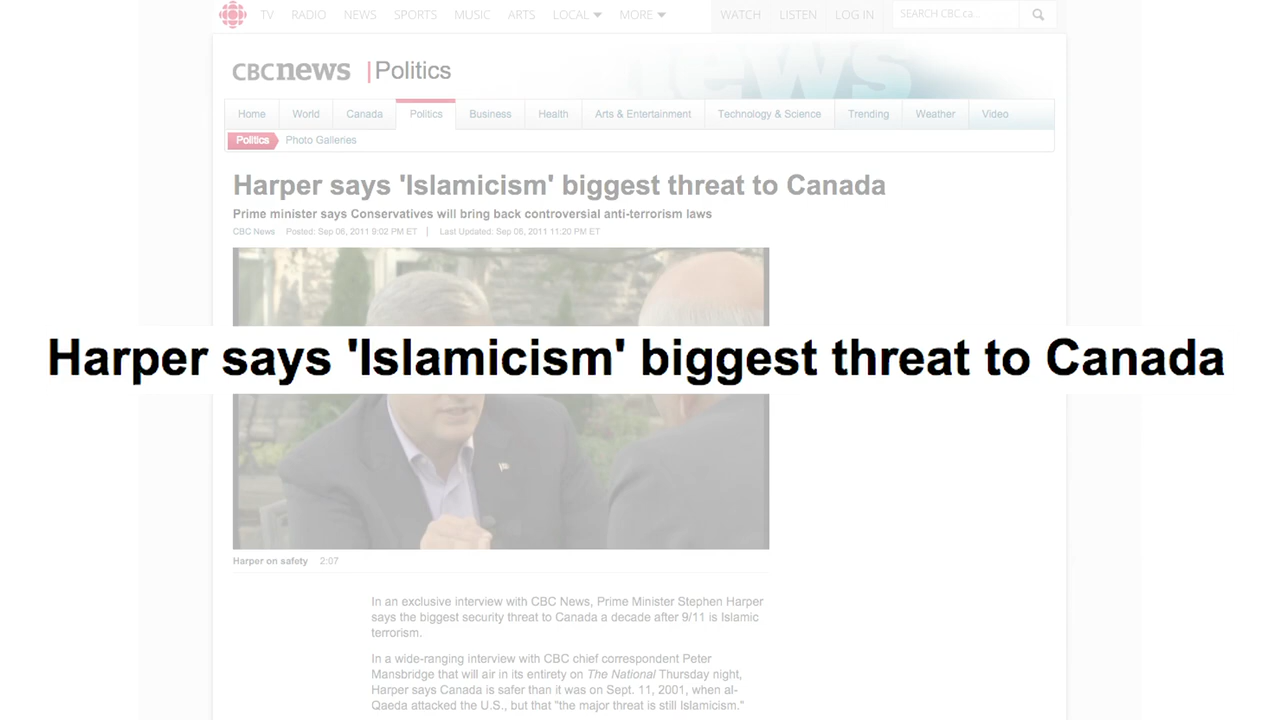 TV RADIO NEWS SPORTS MUSIC ARTS LOCAL MORE WATCH LISTEN LOG IN SEARCH CBC.ca...
CBCnews | Politics
news
Home World Canada Politics Business Health Arts & Entertainment Technology & Science Trending Weather Video
Politics Photo Galleries
Harper says 'Islamicism' biggest threat to Canada
Prime minister says Conservatives will bring back controversial anti-terrorism laws
CBC News Posted: Sep 06, 2011 9:02 PM ET | Last Updated: Sep 06, 2011 11:20 PM ET
Harper says 'Islamicism' biggest threat to Canada
Harper on safety 2:07
In an exclusive interview with CBC News, Prime Minister Stephen Harper
says the biggest security threat to Canada a decade after 9/11 is Islamic
terrorism.
In a wide-ranging interview with CBC chief correspondent Peter
Mansbridge that will air in its entirety on The National Thursday night,
Harper says Canada is safer than it was on Sept. 11, 2001, when al-
Qaeda attacked the U.S., but that "the major threat is still Islamicism."